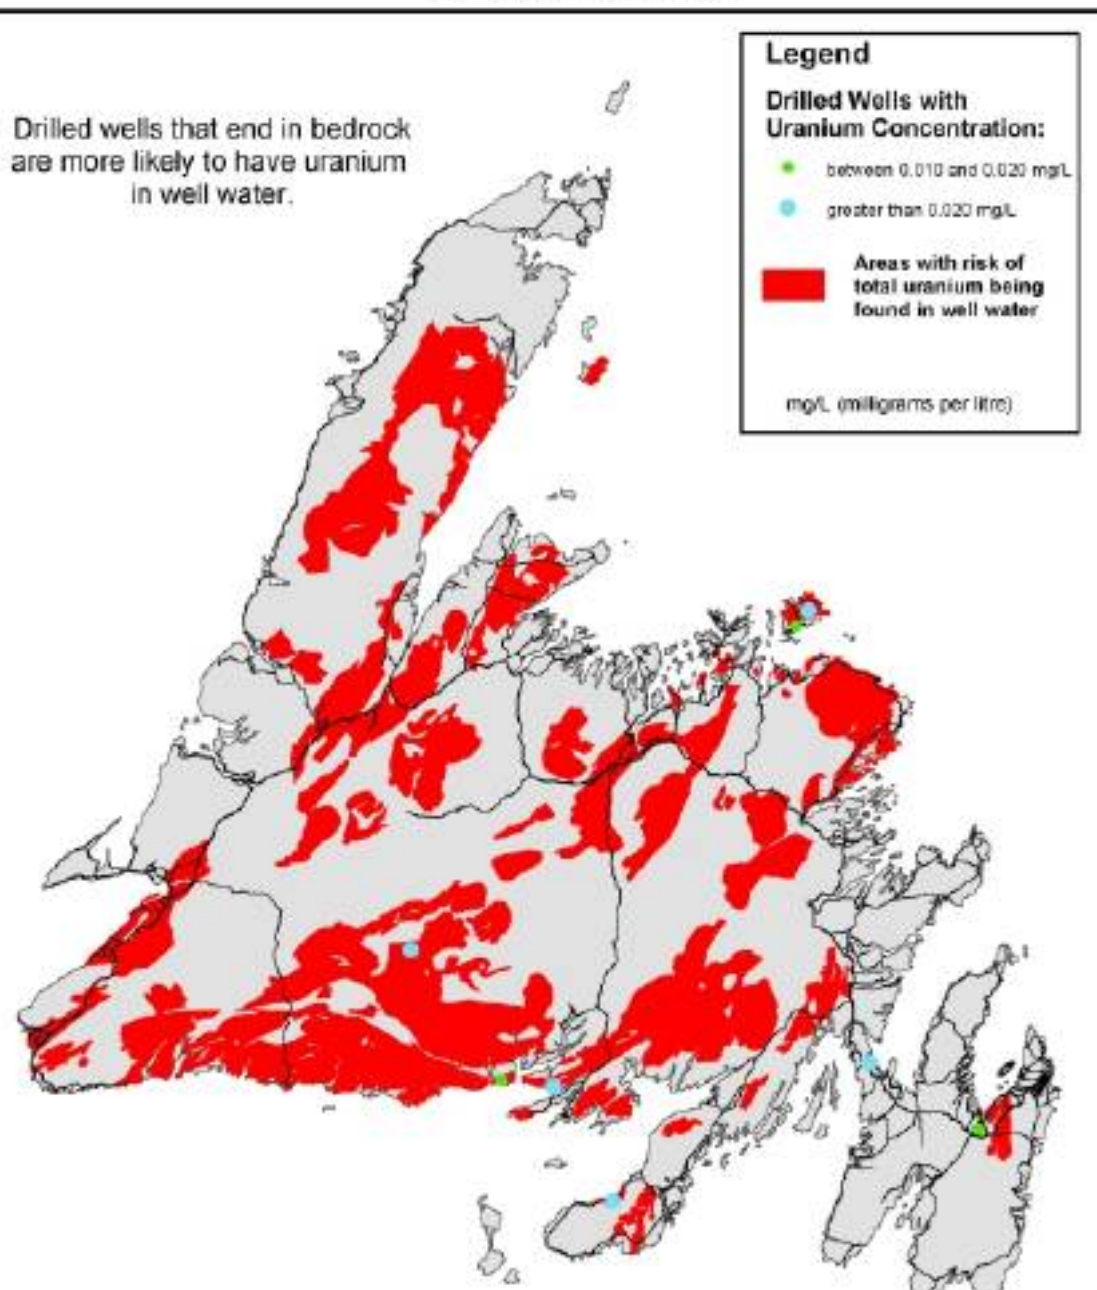 Drilled wells that end in bedrock
are more likely to have uranium
in well water.
Legend
Drilled Wells with
Uranium Concentration:
between 0.010 and 0.020 mg/L
greater than 0.020 mg/L
Areas with risk of
total uranium being
found in well water
mg/L (milligrams per litre)